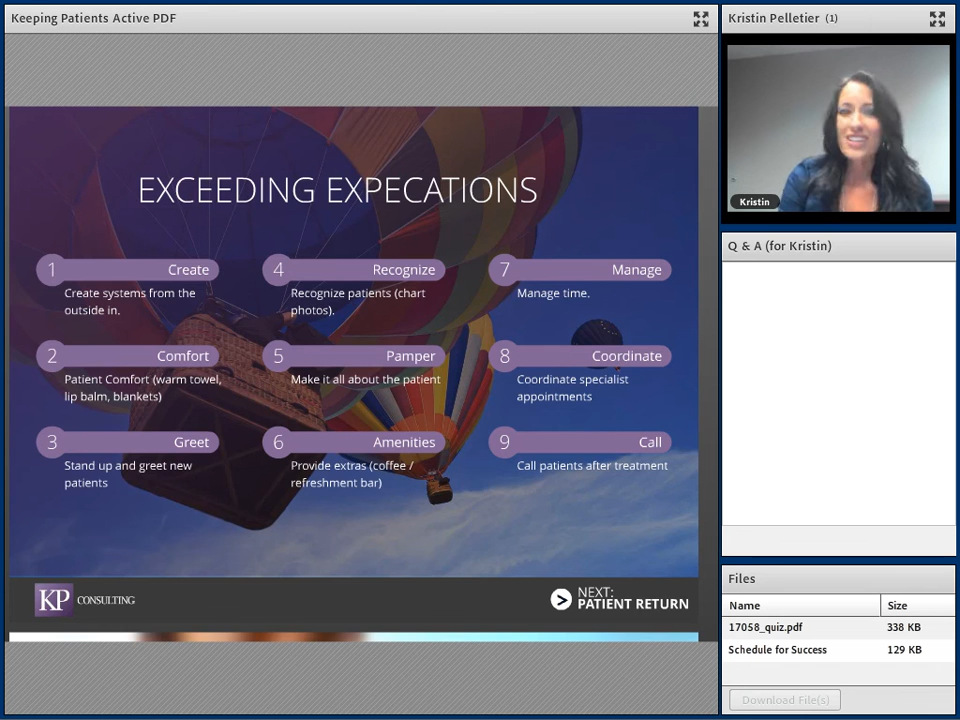 Keeping Patients Active PDF
EXCEEDING EXPECATIONS
1 Create
Create systems from the
outside in.
2 Comfort
Patient Comfort (warm towel,
lip balm, blankets)
3 Greet
Stand up and greet new
patients
4 Recognize
Recognize patients (chart
photos).
5 Pamper
Make it all about the patient
6 Amenities
Provide extras (coffee /
refreshment bar)
7 Manage
Manage time.
8 Coordinate
Coordinate specialist
appointments
9 Call
Call patients after treatment
KP CONSULTING
NEXT:
PATIENT RETURN
Kristin Pelletier (1)
Kristin
Q & A (for Kristin)
Files
Name Size
17058_quiz.pdf 338 KB
Schedule for Success 129 KB
Download File(s)